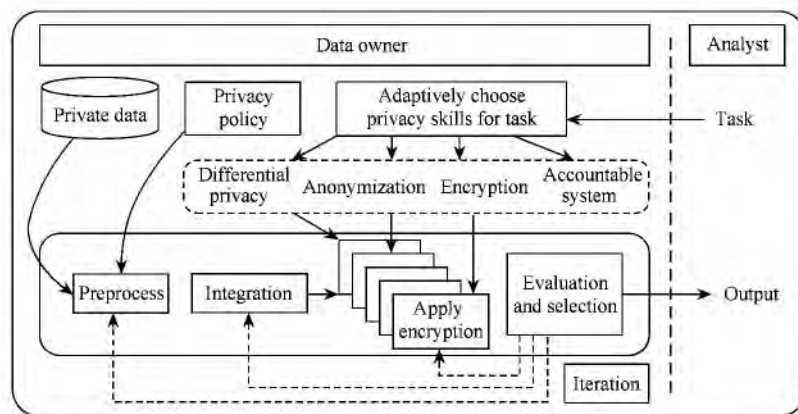 Data owner
Analyst
Private data
Privacy
policy
Adaptively choose
privacy skills for task
Task
Differential
privacy
Anonymization
Encryption
Accountable
system
Preprocess
Integration
Apply
encryption
Evaluation
and selection
Output
Iteration